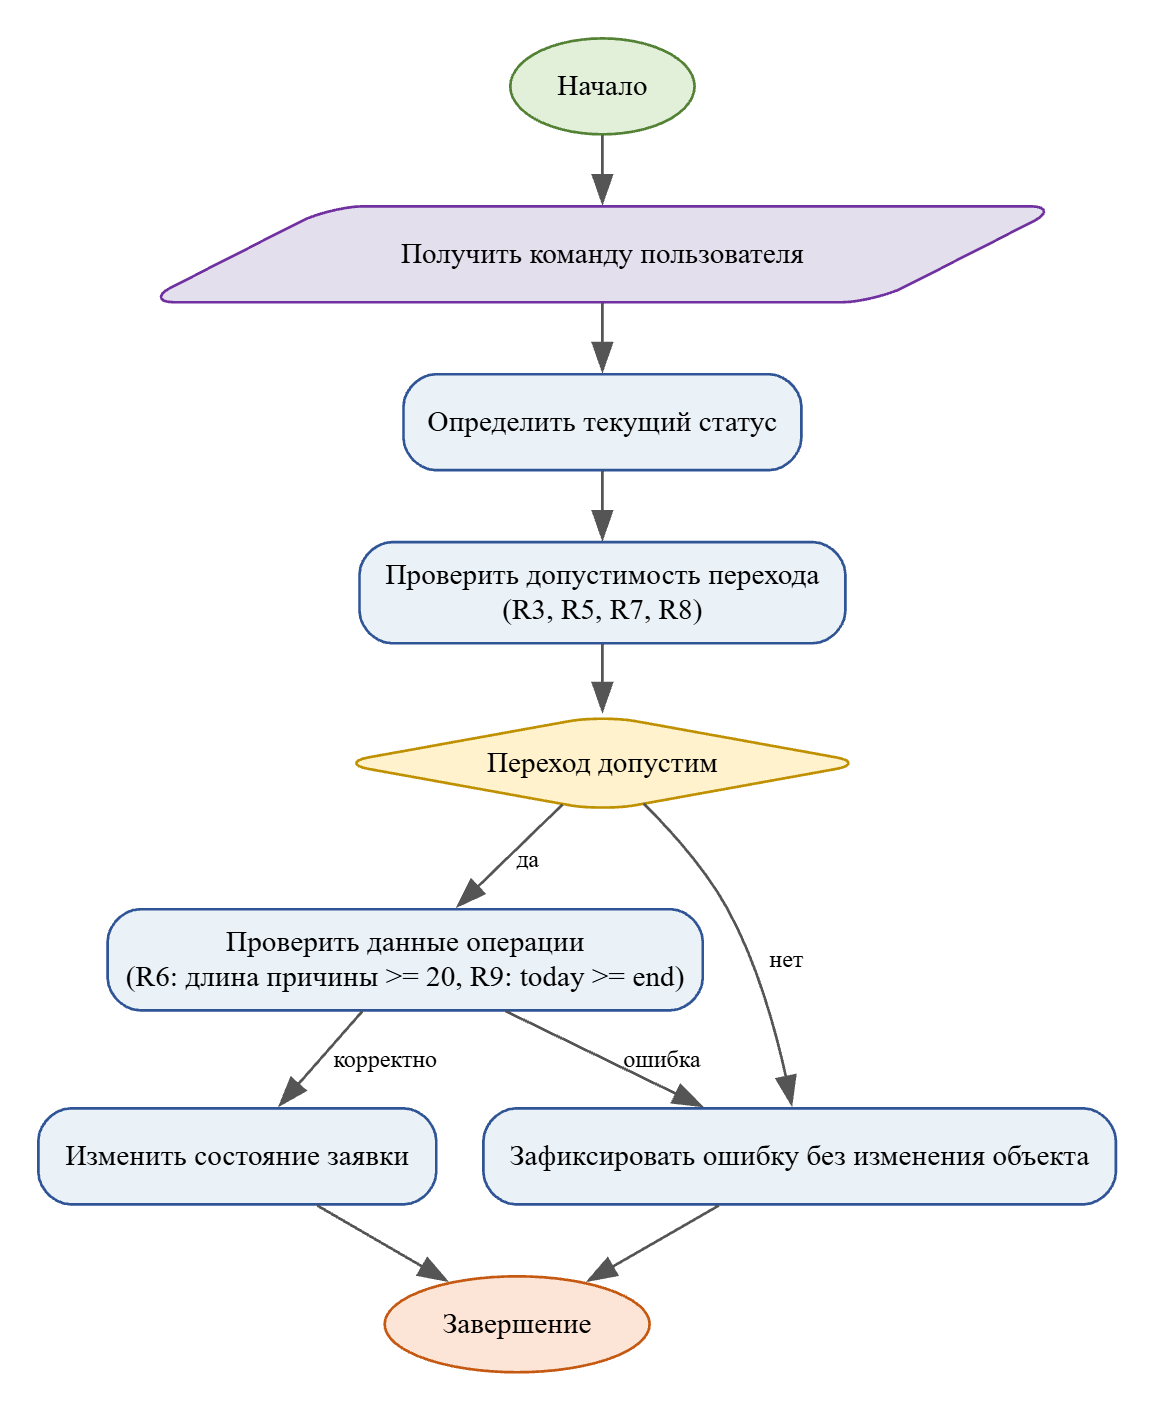 Начало
Получить команду пользователя
Определить текущий статус
Проверить допустимость перехода
(R3, R5, R7, R8)
Переход допустим
да
Проверить данные операции
(R6: длина причины >= 20, R9: today >= end)
нет
корректно
ошибка
Изменить состояние заявки
Зафиксировать ошибку без изменения объекта
Завершение